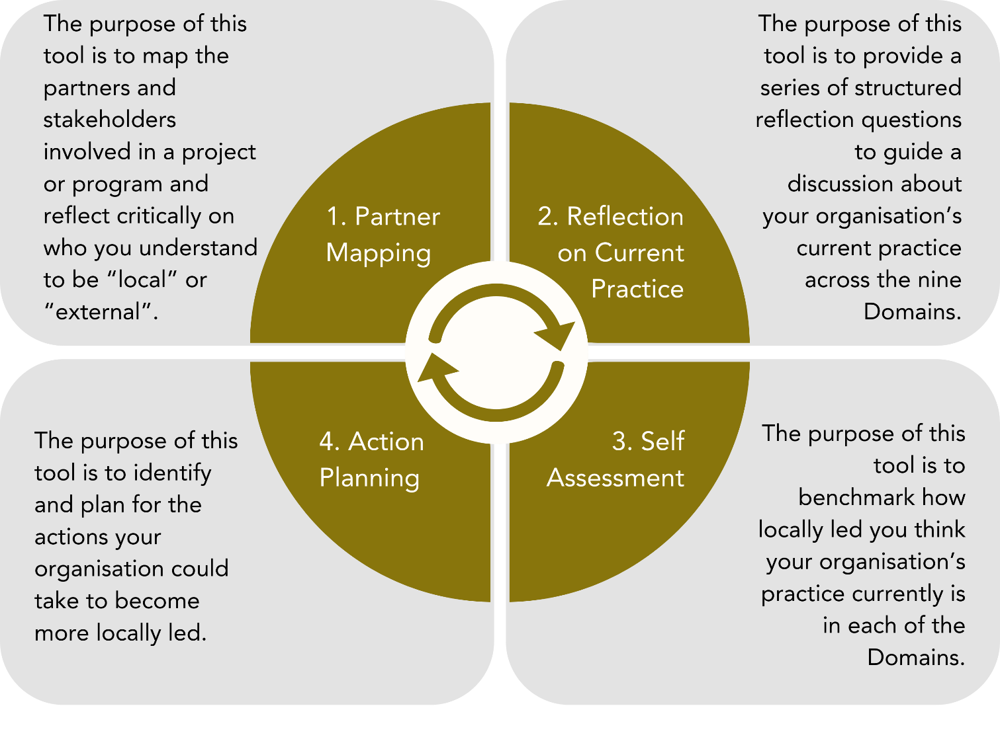 The purpose of this
tool is to map the
partners and
stakeholders
involved in a project
or program and
reflect critically on
who you understand
to be “local” or
“external”.
1. Partner
Mapping
2. Reflection
on Current
Practice
The purpose of this
tool is to provide a
series of structured
reflection questions
to guide a
discussion about
your organisation’s
current practice
across the nine
Domains.
The purpose of this
tool is to identify
and plan for the
actions your
organisation could
take to become
more locally led.
4. Action
Planning
3. Self
Assessment
The purpose of this
tool is to
benchmark how
locally led you think
your organisation’s
practice currently is
in each of the
Domains.